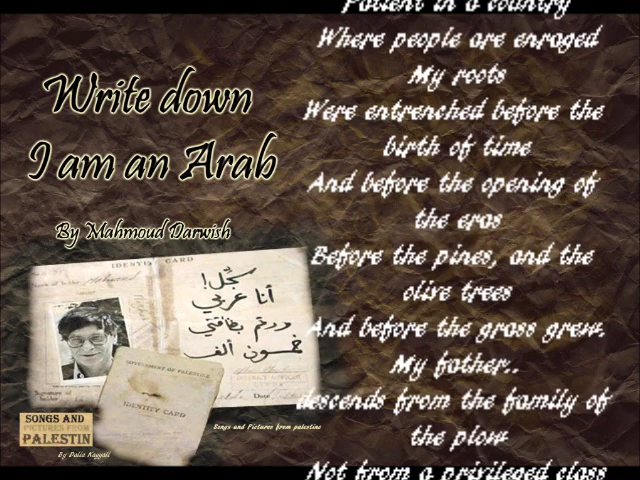 Write down
I am an Arab
By Mahmoud Darwish
IDENTITY CARD
سجّل!
أنا عربي
ورقم بطاقتي
خمسون ألف
GOVERNMENT OF PALESTINE
IDENTITY CARD
SONGS AND
PICTURES FROM
PALESTIN
By Dalia Kayyali
Songs and Pictures from palestine
Patient in a country
Where people are enraged
My roots
Were entrenched before the
birth of time
And before the opening of
the eras
Before the pines, and the
olive trees
And before the grass grew.
My father..
descends from the family of
the plow
Not from a privileged class